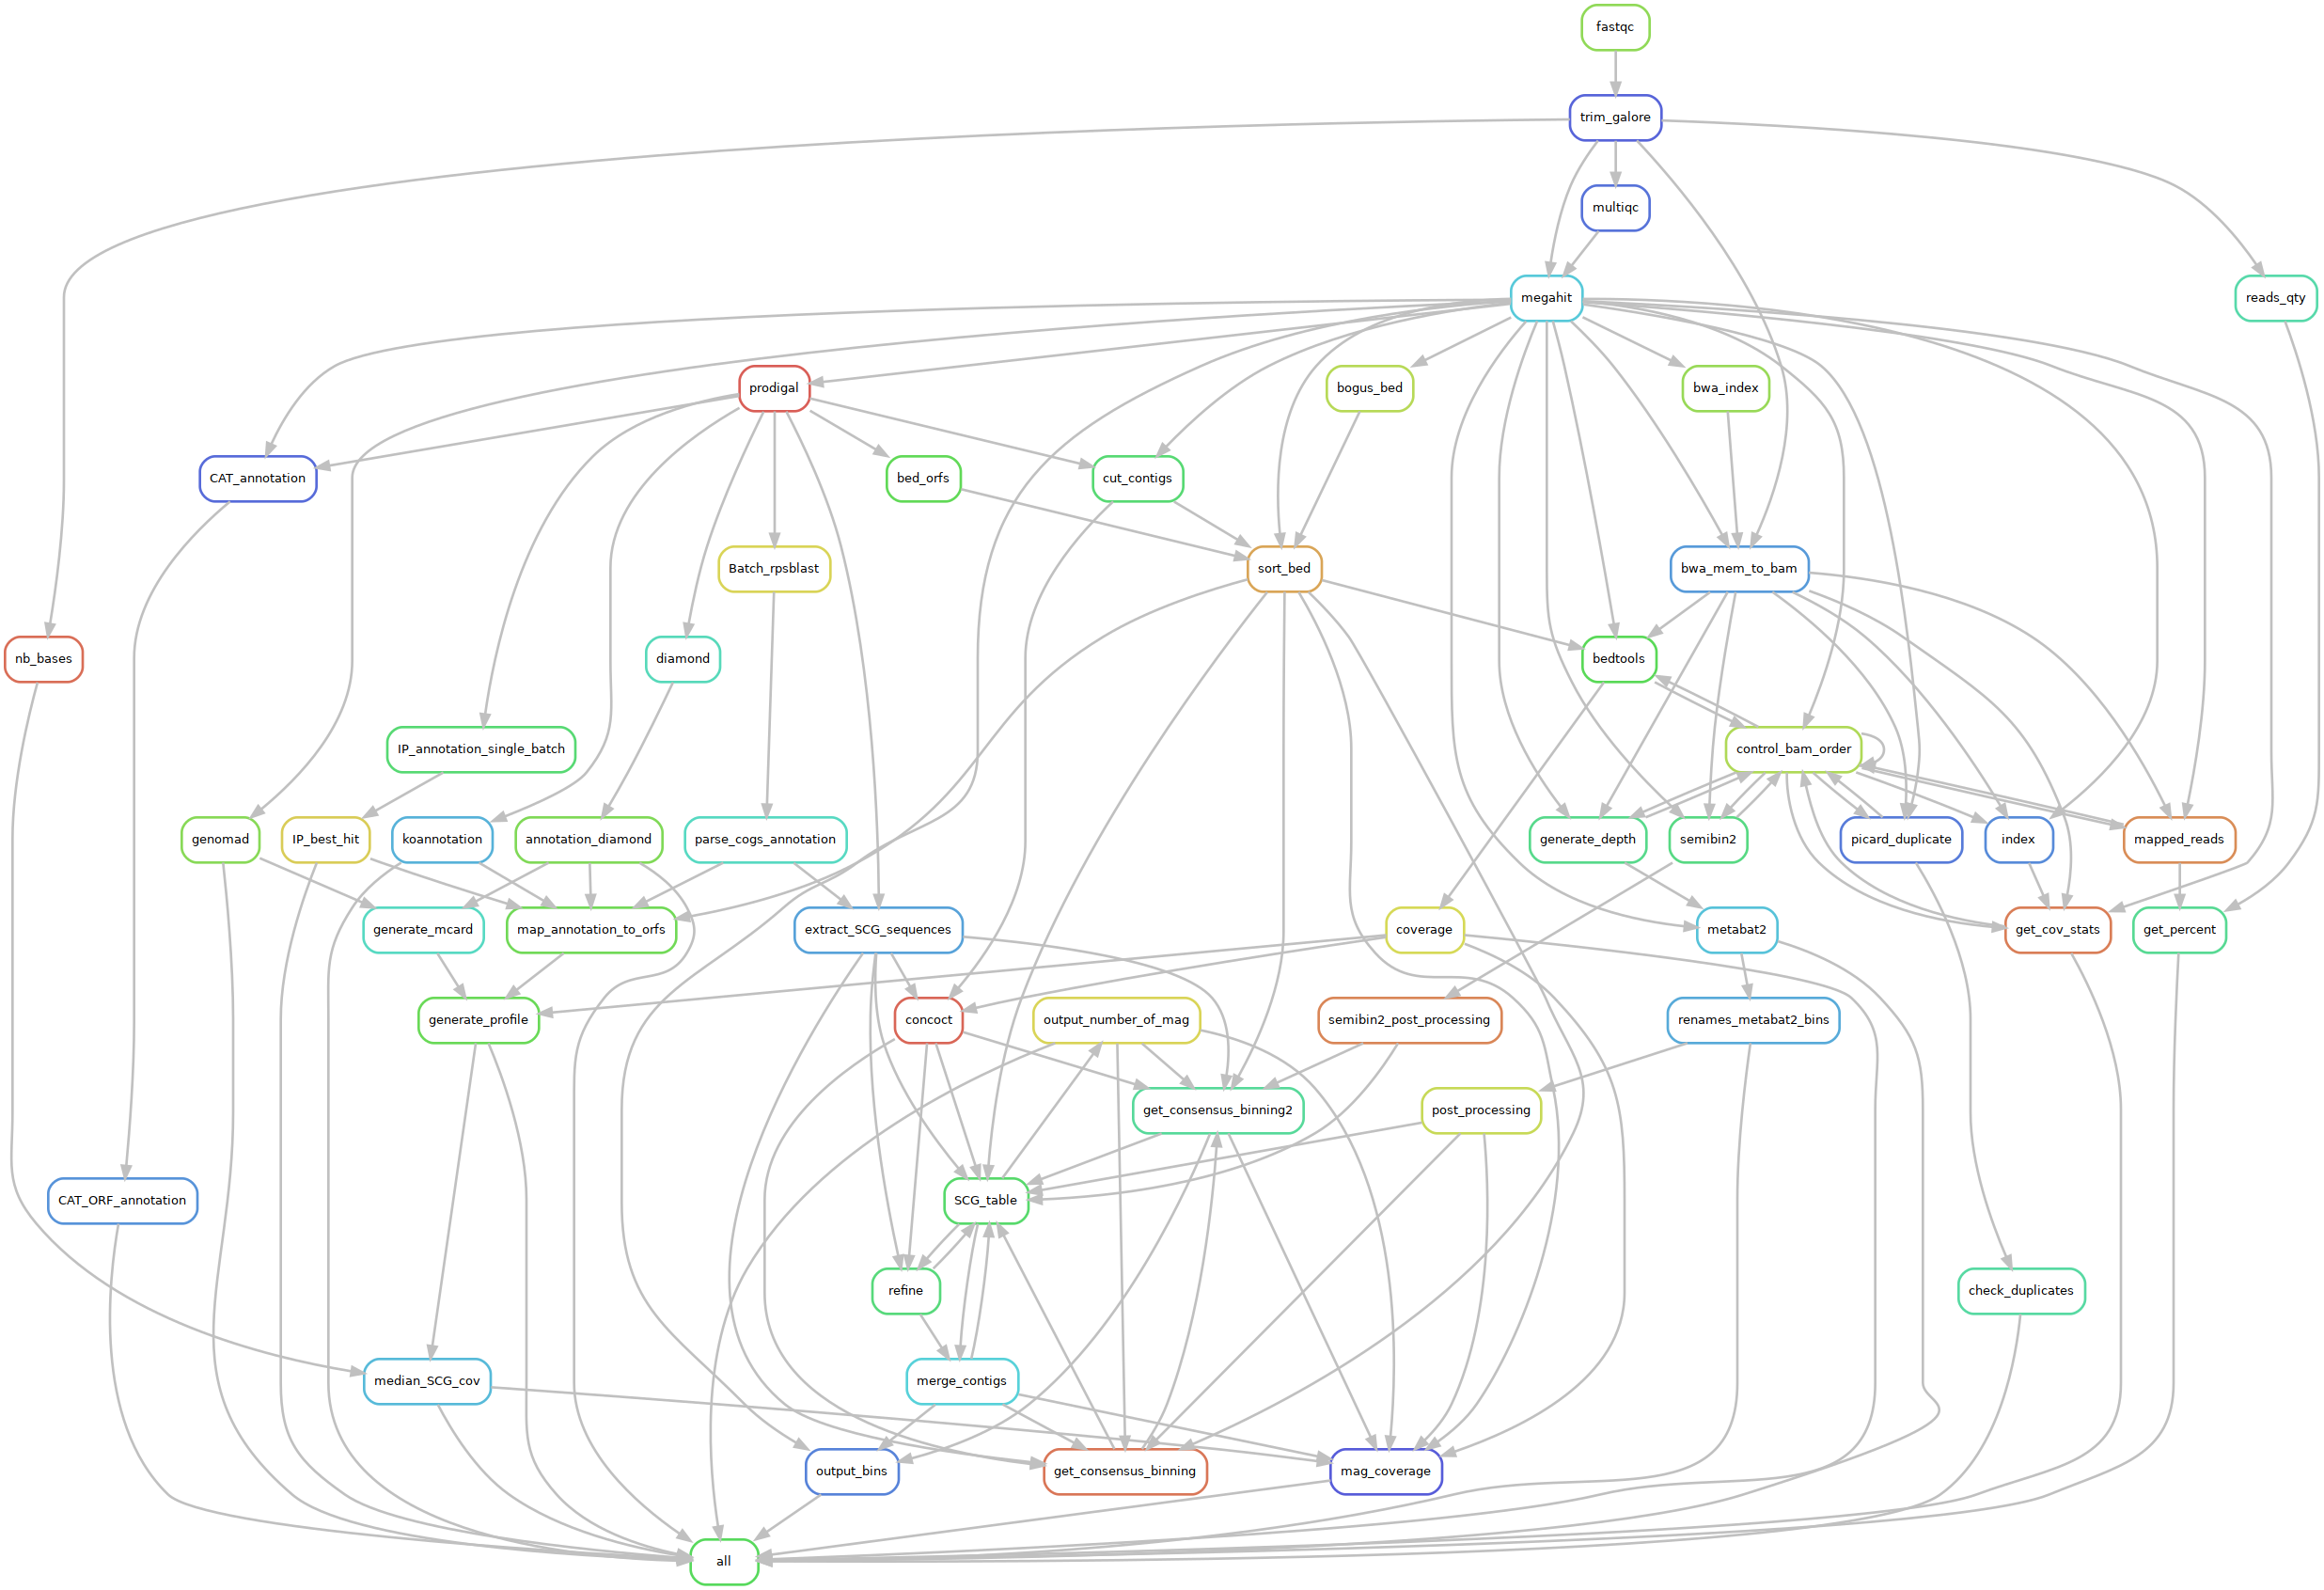 fastqc
trim_galore
multiqc
megahit
reads_qty
prodigal
bogus_bed
bwa_index
CAT_annotation
bed_orfs
cut_contigs
Batch_rpsblast
sort_bed
bwa_mem_to_bam
nb_bases
diamond
bedtools
IP_annotation_single_batch
control_bam_order
genomad
IP_best_hit
koannotation
annotation_diamond
parse_cogs_annotation
generate_depth
semibin2
picard_duplicate
index
mapped_reads
generate_mcard
map_annotation_to_orfs
extract_SCG_sequences
coverage
metabat2
get_cov_stats
get_percent
generate_profile
concoct
output_number_of_mag
semibin2_post_processing
renames_metabat2_bins
get_consensus_binning2
post_processing
CAT_ORF_annotation
SCG_table
refine
check_duplicates
median_SCG_cov
merge_contigs
output_bins
get_consensus_binning
mag_coverage
all